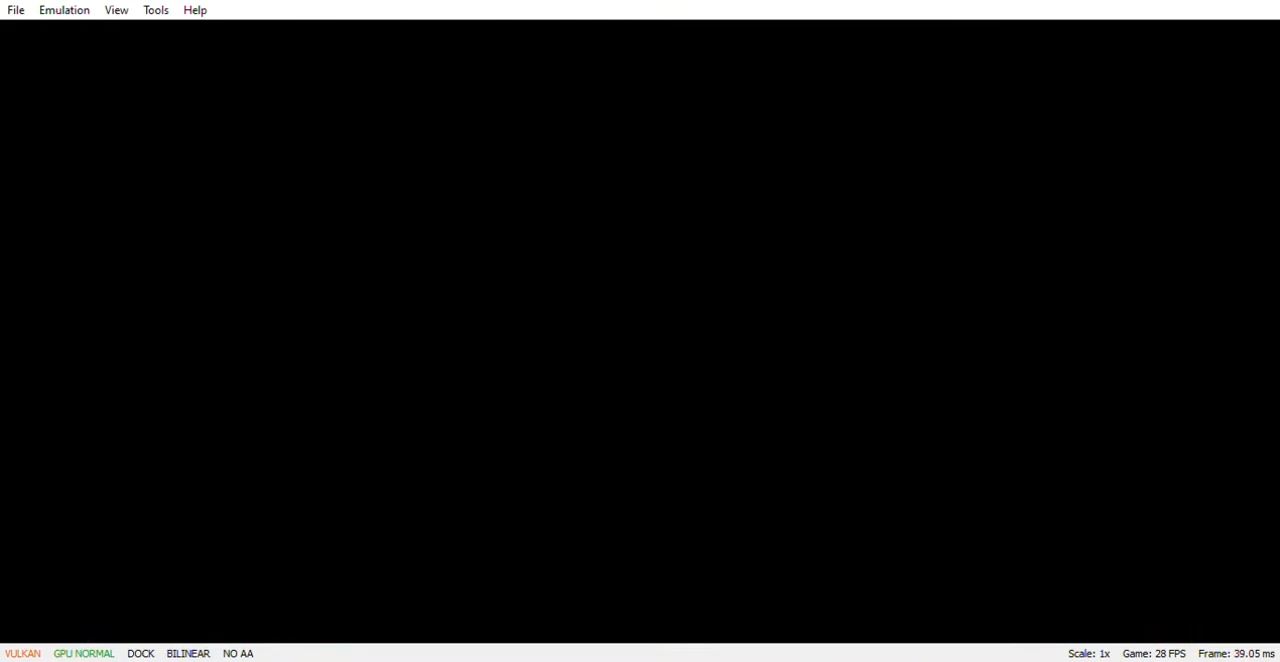 File Emulation View Tools Help
VULKAN GPU NORMAL DOCK BILINEAR NO AA Scale: 1x Game: 28 FPS Frame: 39.05 ms